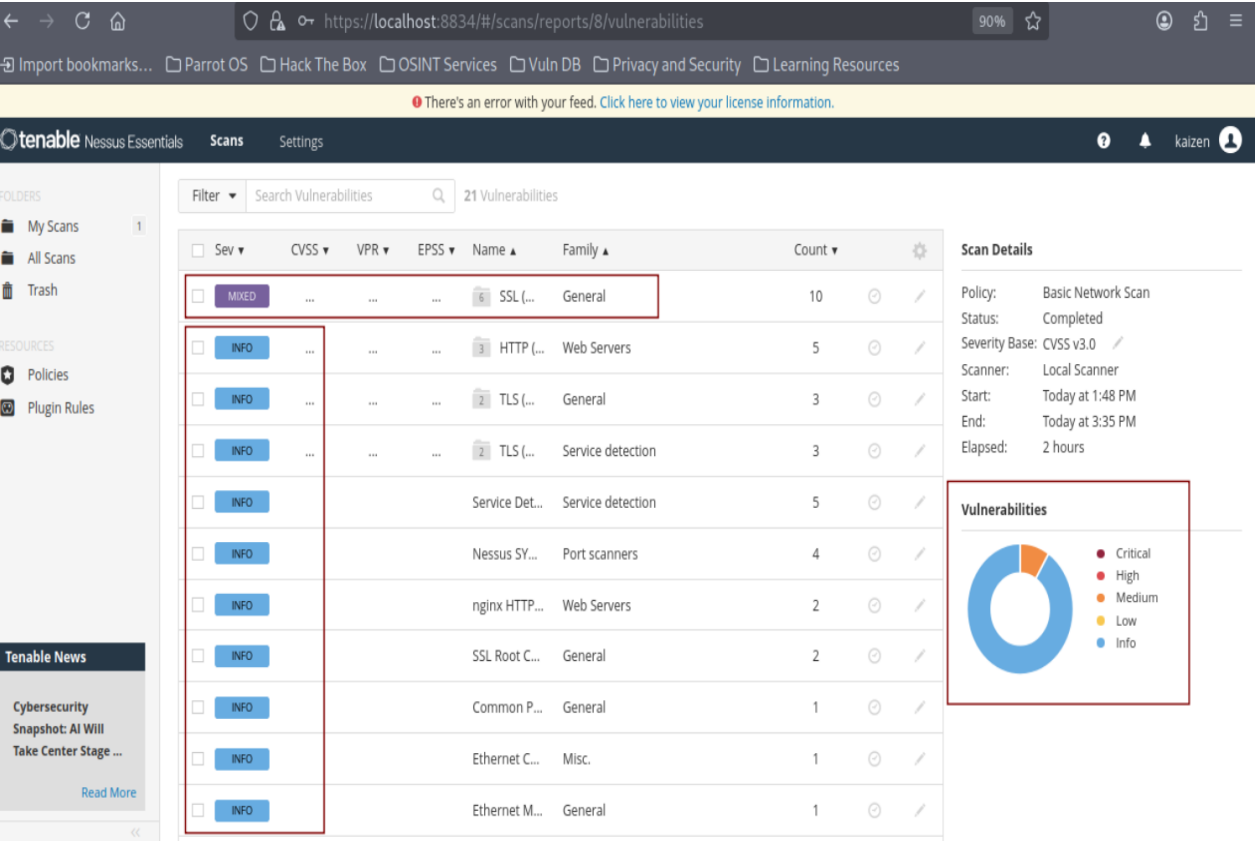 https://localhost:8834/#/scans/reports/8/vulnerabilities 90%
Import bookmarks... Parrot OS Hack The Box OSINT Services Vuln DB Privacy and Security Learning Resources
There's an error with your feed. Click here to view your license information.
tenable Nessus Essentials Scans Settings kaizen
FOLDERS
My Scans 1
All Scans
Trash
RESOURCES
Policies
Plugin Rules
Tenable News
Cybersecurity
Snapshot: AI Will
Take Center Stage ...
Read More
Filter Search Vulnerabilities 21 Vulnerabilities
Sev CVSS VPR EPSS Name Family Count
MIXED ... ... ... 6 SSL (... General 10
INFO ... ... ... 3 HTTP (... Web Servers 5
INFO ... ... ... 2 TLS (... General 3
INFO ... ... ... 2 TLS (... Service detection 3
INFO Service Det... Service detection 5
INFO Nessus SY... Port scanners 4
INFO nginx HTTP... Web Servers 2
INFO SSL Root C... General 2
INFO Common P... General 1
INFO Ethernet C... Misc. 1
INFO Ethernet M... General 1
Scan Details
Policy: Basic Network Scan
Status: Completed
Severity Base: CVSS v3.0
Scanner: Local Scanner
Start: Today at 1:48 PM
End: Today at 3:35 PM
Elapsed: 2 hours
Vulnerabilities
Critical
High
Medium
Low
Info